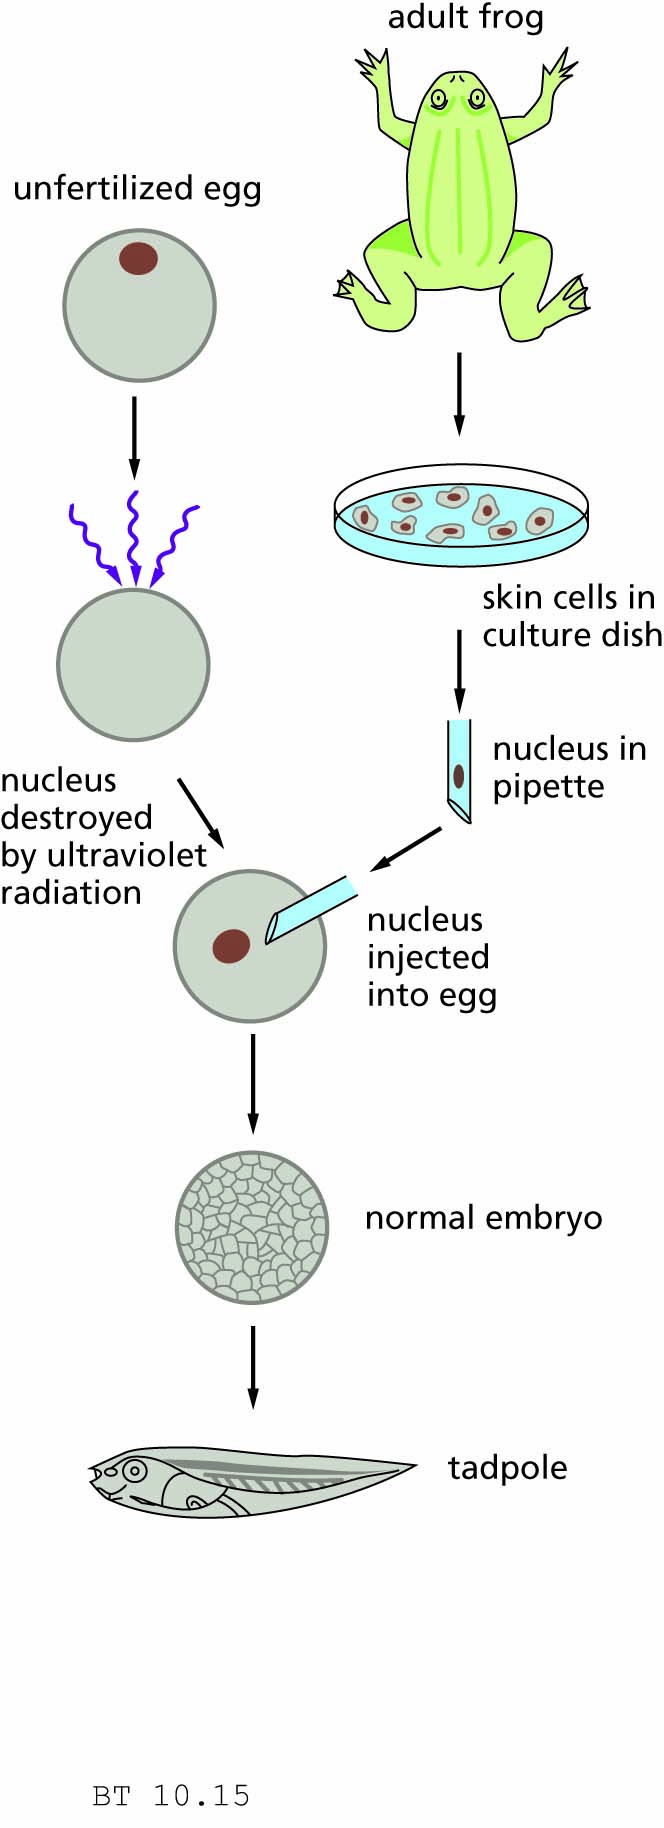 adult frog
unfertilized egg
skin cells in
culture dish
nucleus in
pipette
nucleus
destroyed
by ultraviolet
radiation
nucleus
injected
into egg
normal embryo
tadpole
BT 10.15